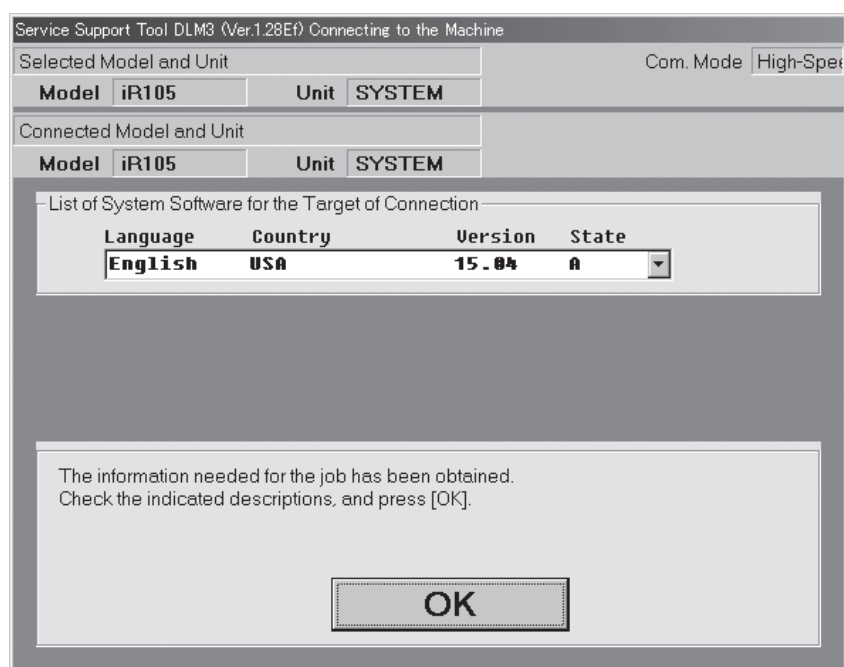 Service Support Tool DLM3 (Ver.1.28Ef) Connecting to the Machine
Selected Model and Unit
Com. Mode High-Spee
Model iR105 Unit SYSTEM
Connected Model and Unit
Model iR105 Unit SYSTEM
List of System Software for the Target of Connection
Language Country Version State
English USA 15.04 A
The information needed for the job has been obtained.
Check the indicated descriptions, and press [OK].
OK